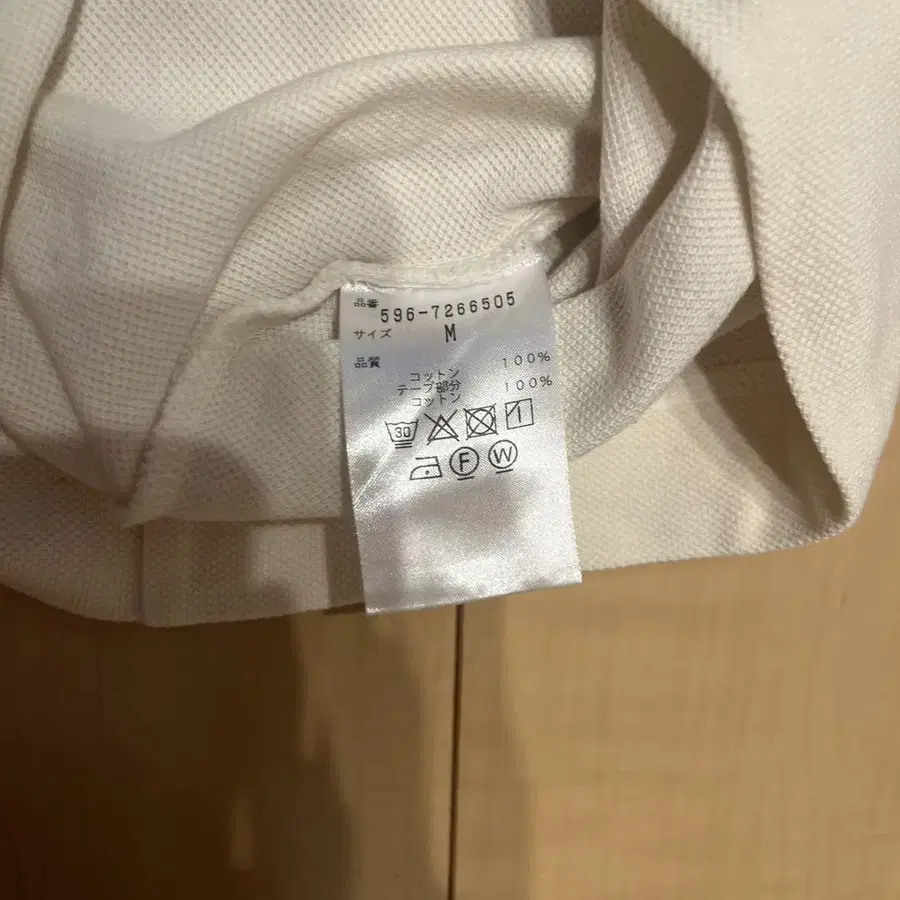 品番
596-7266505
サイズ M
品質
コットン 100%
テープ部分
コットン 100%
30
F W